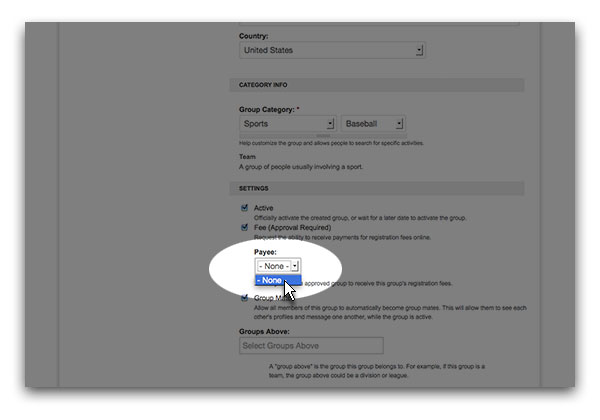 Country:
United States
CATEGORY INFO
Group Category: *
Sports Baseball
Help customize the group and allows people to search for specific activities.
Team
A group of people usually involving a sport.
SETTINGS
Active
Officially activate the created group, or wait for a later date to activate the group.
Fee (Approval Required)
Request the ability to receive payments for registration fees online.
Payee:
- None -
- None
approved group to receive this group's registration fees.
Group
Allow all members of this group to automatically become group mates. This will allow them to see each
other's profiles and message one another, while the group is active.
Groups Above:
Select Groups Above
A "group above" is the group this group belongs to. For example, if this group is a
team, the group above could be a division or league.